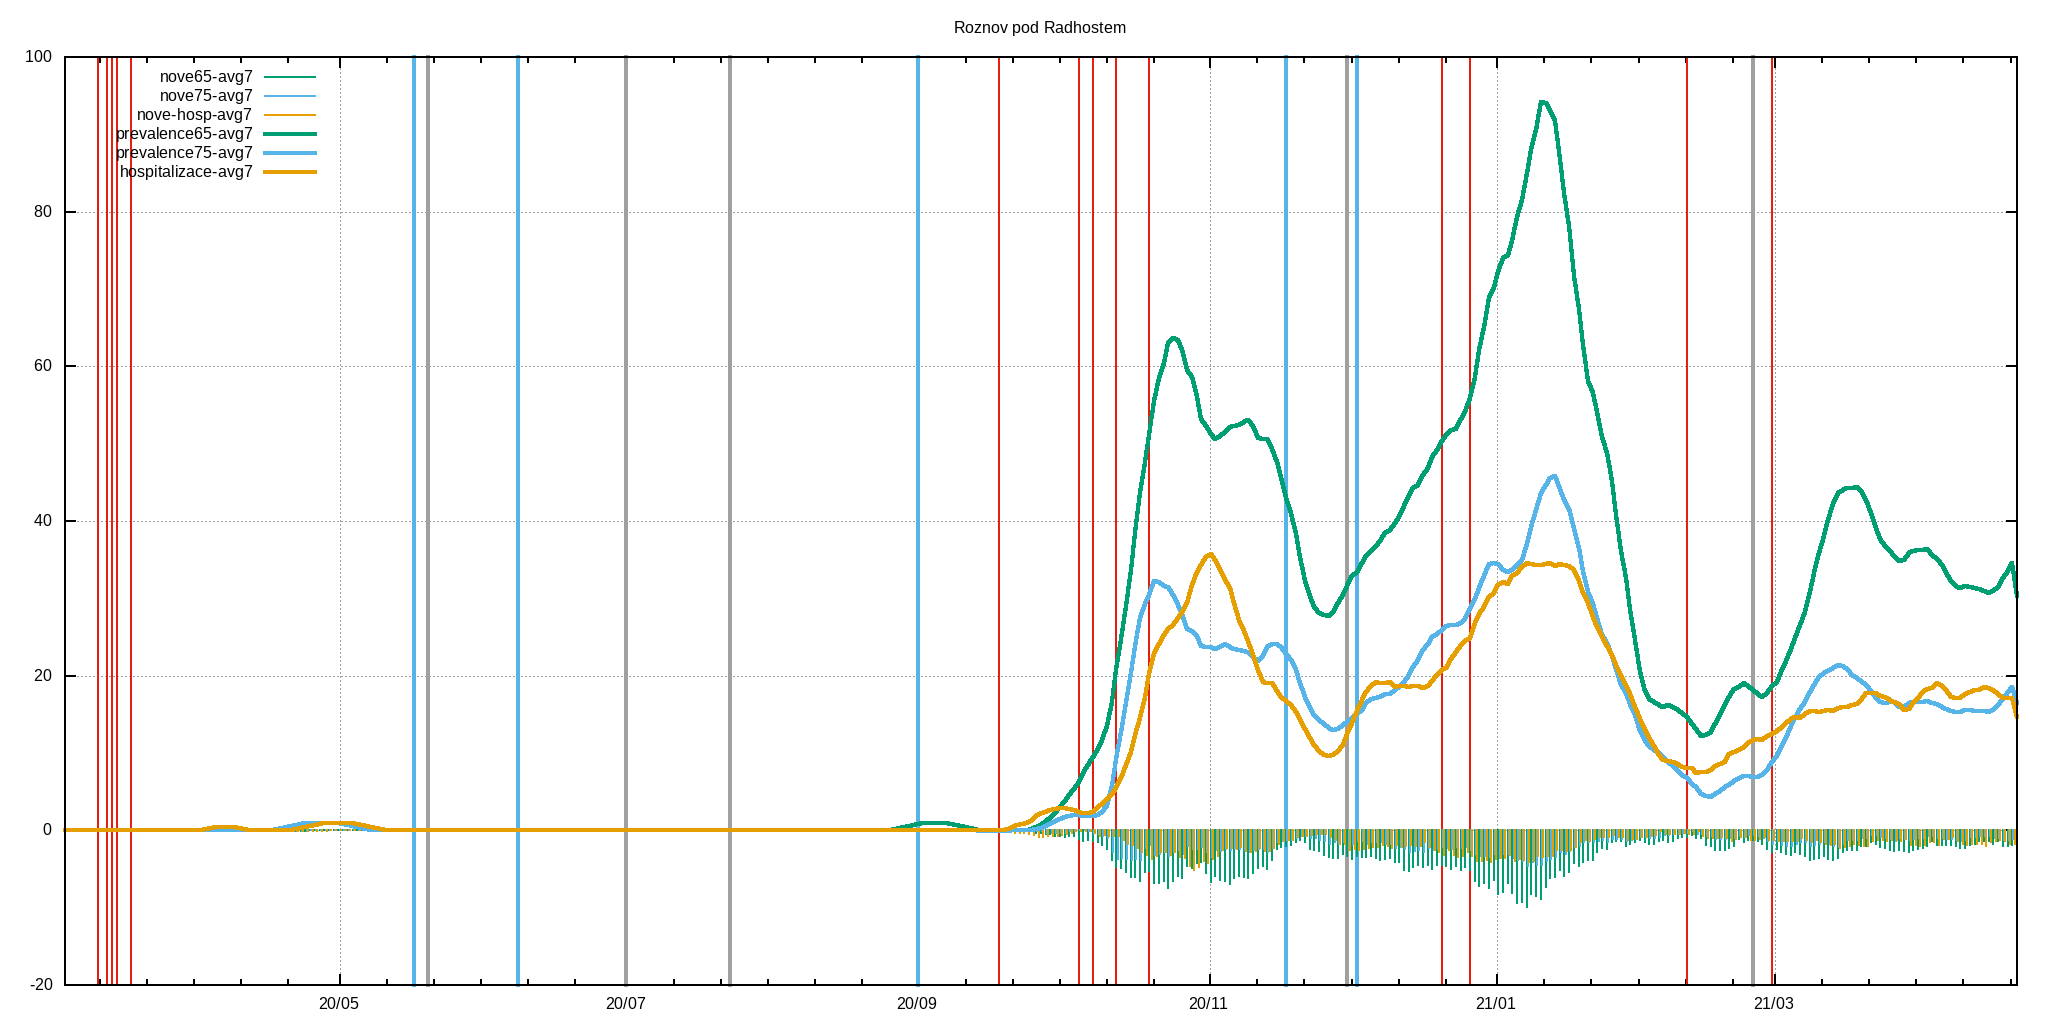 Roznov pod Radhostem
100
80
60
40
20
0
-20
nove65-avg7
nove75-avg7
nove-hosp-avg7
prevalence65-avg7
prevalence75-avg7
hospitalizace-avg7
20/05 20/07 20/09 20/11 21/01 21/03